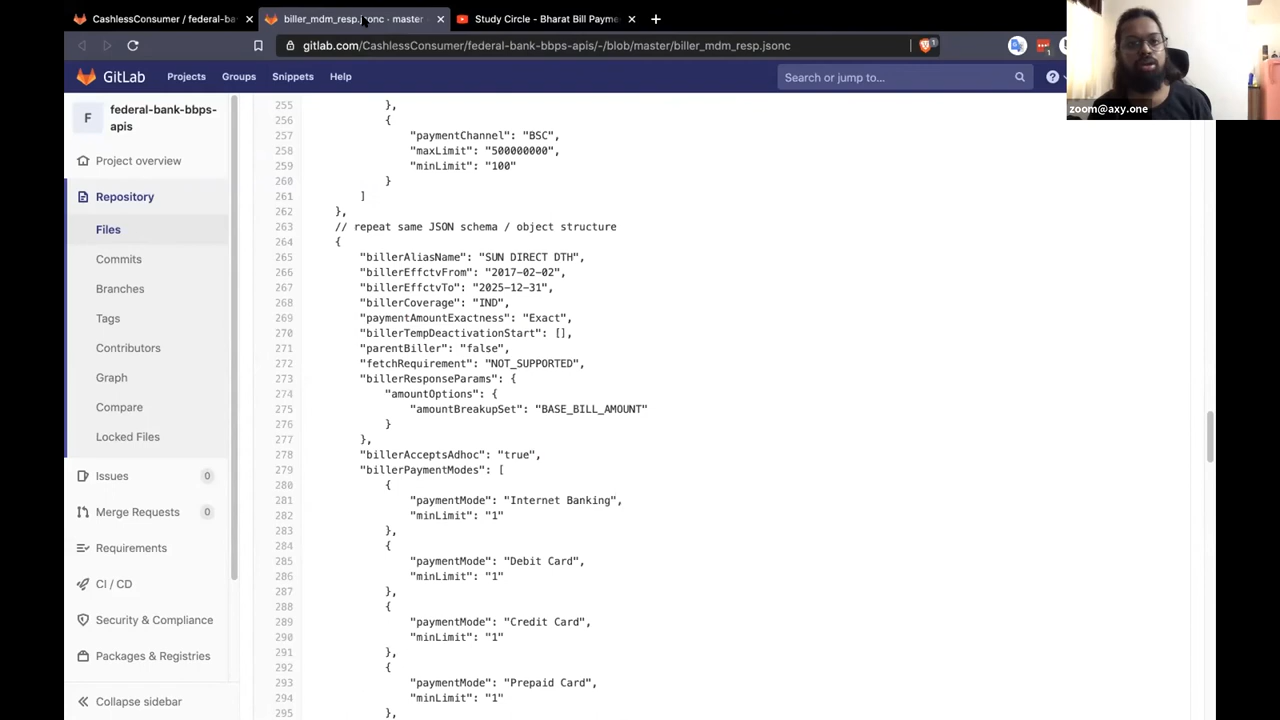 CashlessConsumer / federal-ba
biller_mdm_resp.jsonc · master
Study Circle - Bharat Bill Payme
gitlab.com/CashlessConsumer/federal-bank-bbps-apis/-/blob/master/biller_mdm_resp.jsonc
1
GitLab
Projects
Groups
Snippets
Help
Search or jump to...
zoom@axy.one
F
federal-bank-bbps-
apis
Project overview
Repository
Files
Commits
Branches
Tags
Contributors
Graph
Compare
Locked Files
Issues 0
Merge Requests 0
Requirements
CI / CD
Security & Compliance
Packages & Registries
Collapse sidebar
255 },
256 {
257 "paymentChannel": "BSC",
258 "maxLimit": "500000000",
259 "minLimit": "100"
260 }
261 ]
262 },
263 // repeat same JSON schema / object structure
264 {
265 "billerAliasName": "SUN DIRECT DTH",
266 "billerEffctvFrom": "2017-02-02",
267 "billerEffctvTo": "2025-12-31",
268 "billerCoverage": "IND",
269 "paymentAmountExactness": "Exact",
270 "billerTempDeactivationStart": [],
271 "parentBiller": "false",
272 "fetchRequirement": "NOT_SUPPORTED",
273 "billerResponseParams": {
274 "amountOptions": {
275 "amountBreakupSet": "BASE_BILL_AMOUNT"
276 }
277 },
278 "billerAcceptsAdhoc": "true",
279 "billerPaymentModes": [
280 {
281 "paymentMode": "Internet Banking",
282 "minLimit": "1"
283 },
284 {
285 "paymentMode": "Debit Card",
286 "minLimit": "1"
287 },
288 {
289 "paymentMode": "Credit Card",
290 "minLimit": "1"
291 },
292 {
293 "paymentMode": "Prepaid Card",
294 "minLimit": "1"
295 },